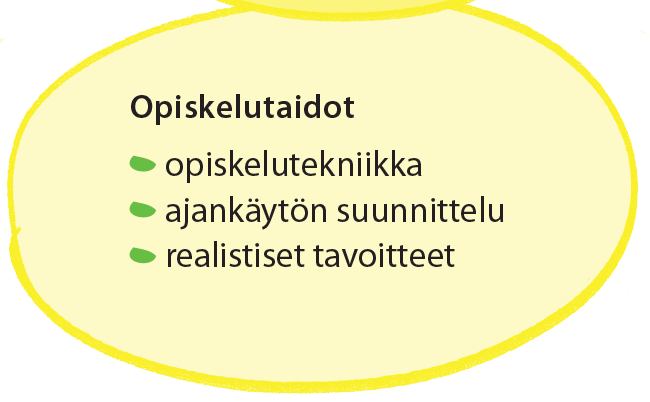 Opiskelutaidot
opiskelutekniikka
ajankäytön suunnittelu
realistiset tavoitteet